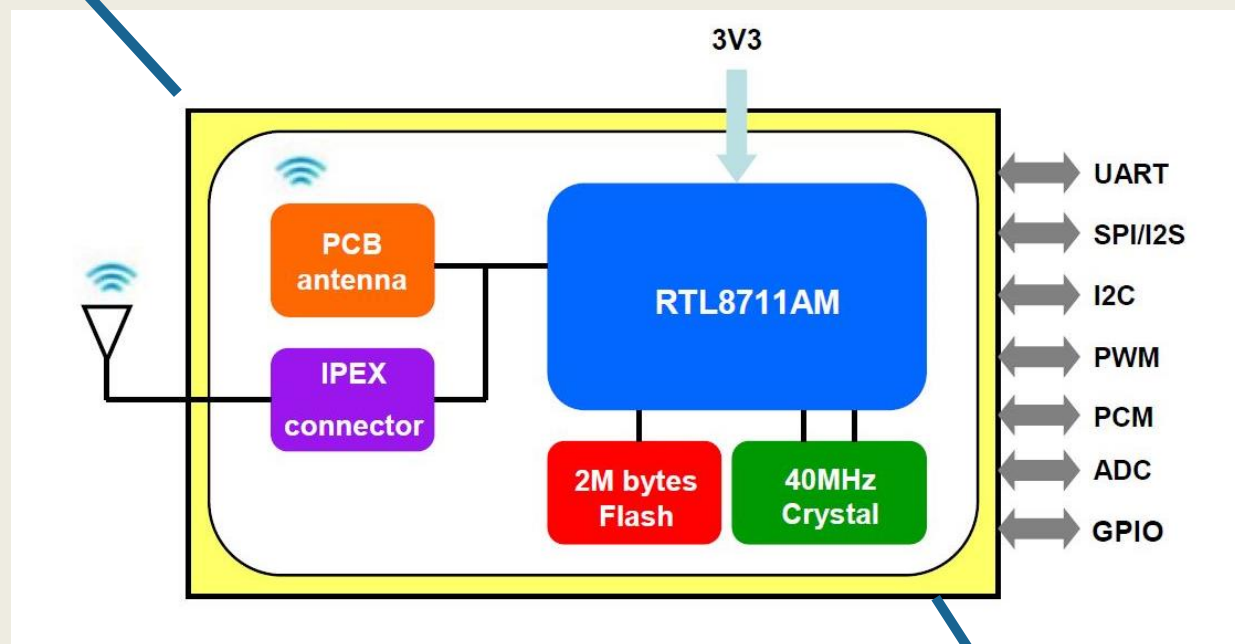 3V3
PCB
antenna
IPEX
connector
RTL8711AM
2M bytes
Flash
40MHz
Crystal
UART
SPI/I2S
I2C
PWM
PCM
ADC
GPIO